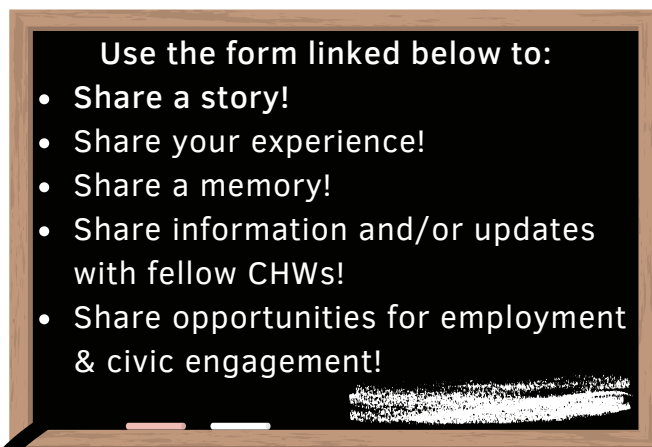 Use the form linked below to:
• Share a story!
• Share your experience!
• Share a memory!
• Share information and/or updates
with fellow CHWs!
• Share opportunities for employment
& civic engagement!